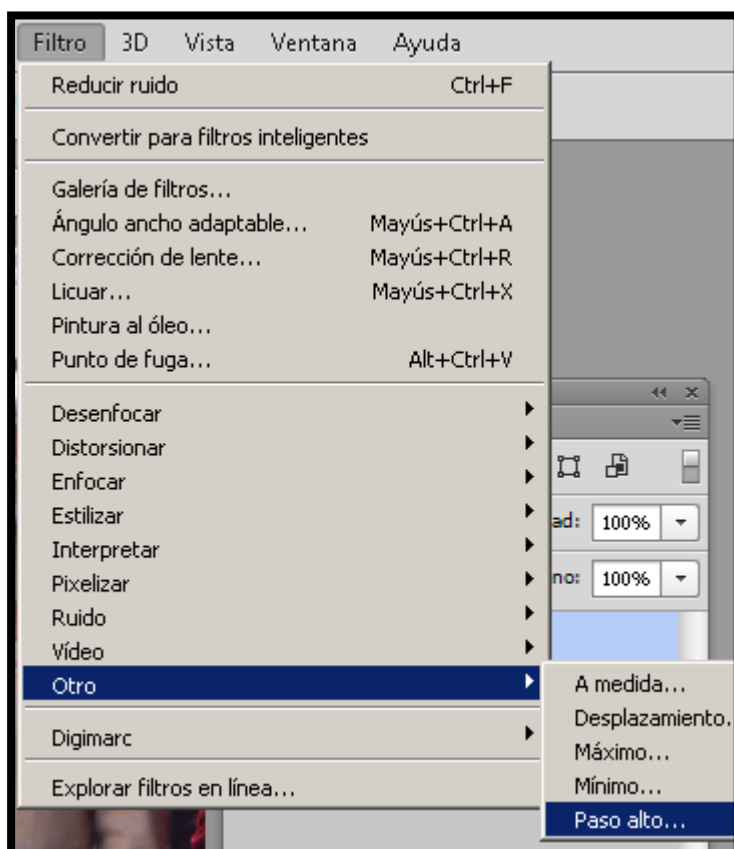 Filtro 3D Vista Ventana Ayuda
Reducir ruido Ctrl+F
Convertir para filtros inteligentes
Galería de filtros...
Ángulo ancho adaptable... Mayús+Ctrl+A
Corrección de lente... Mayús+Ctrl+R
Licuar... Mayús+Ctrl+X
Pintura al óleo...
Punto de fuga... Alt+Ctrl+V
Desenfocar
Distorsionar
Enfocar
Estilizar
Interpretar
Pixelizar
Ruido
Vídeo
Otro
Digimarc
Explorar filtros en línea...
ad: 100%
no: 100%
A medida...
Desplazamiento.
Máximo...
Mínimo...
Paso alto...